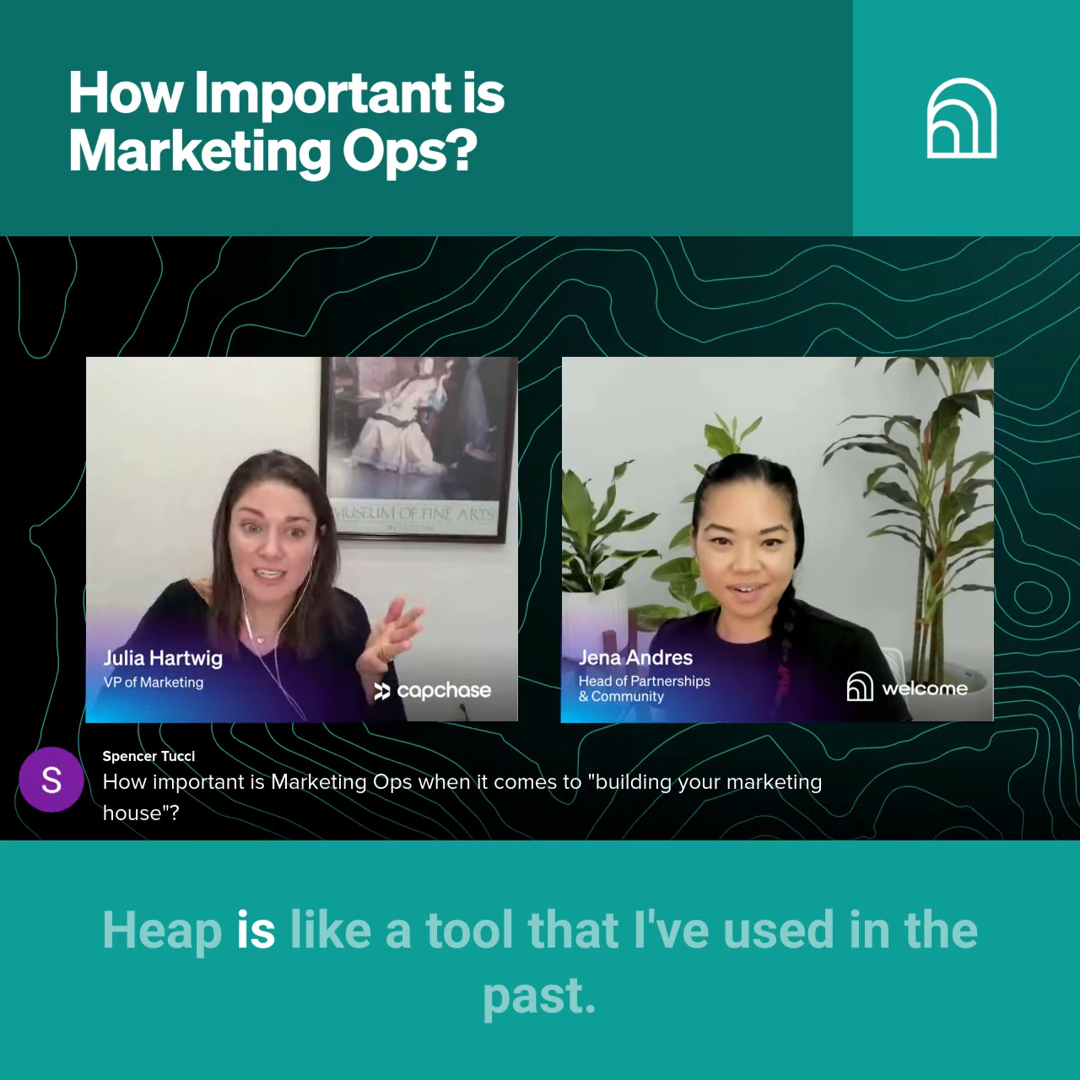 How Important is
Marketing Ops?
MUSEUM OF FINE ARTS
Julia Hartwig
VP of Marketing
capchase
Jena Andres
Head of Partnerships
& Community
welcome
S
Spencer Tucci
How important is Marketing Ops when it comes to "building your marketing
house"?
Heap is like a tool that I've used in the
past.